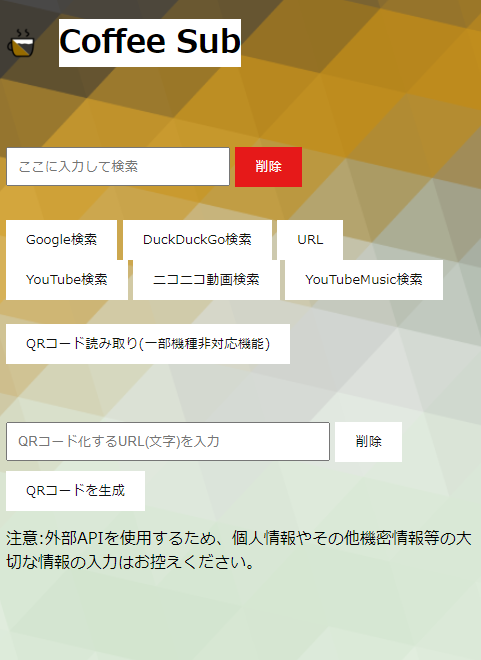 Coffee Sub
ここに入力して検索
削除
Google検索
DuckDuckGo検索
URL
YouTube検索
ニコニコ動画検索
YouTubeMusic検索
QRコード読み取り(一部機種非対応機能)
QRコード化するURL(文字)を入力
削除
QRコードを生成
注意:外部APIを使用するため、個人情報やその他機密情報等の大
切な情報の入力はお控えください。